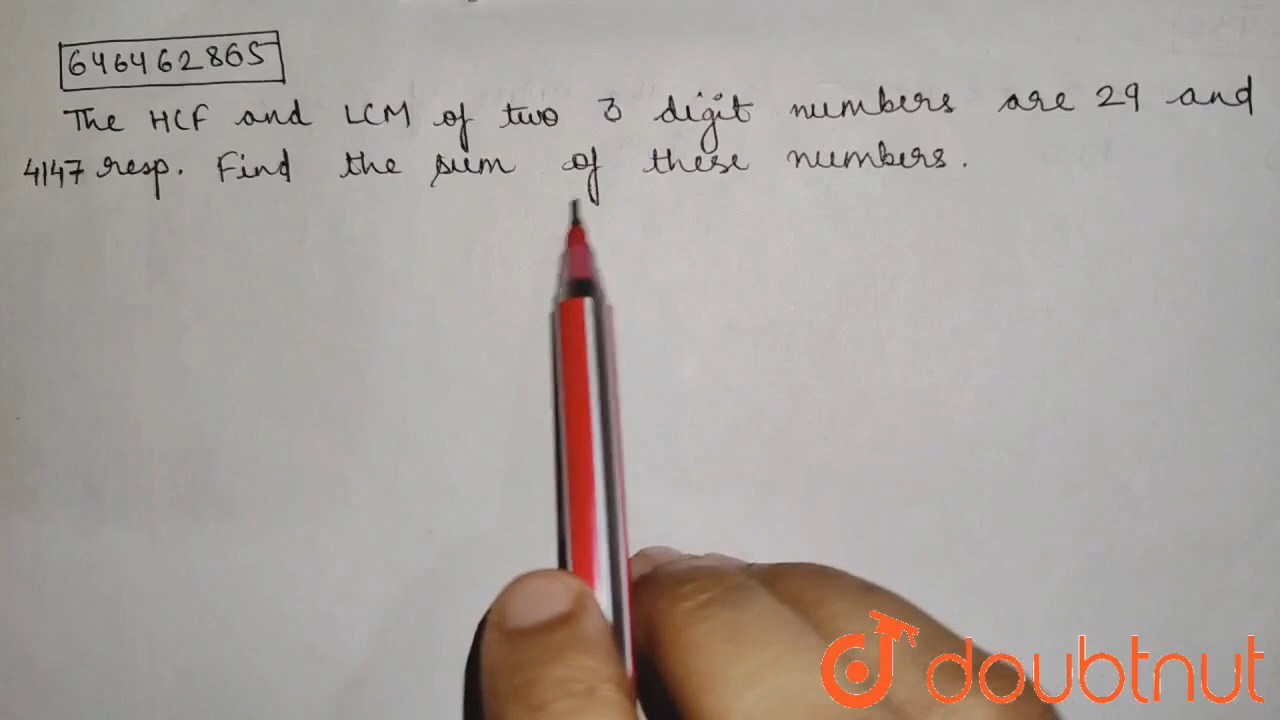 646462865
The HCF and LCM of two 3 digit numbers are 29 and
4147 resp. Find the sum of these numbers.
doubtnut